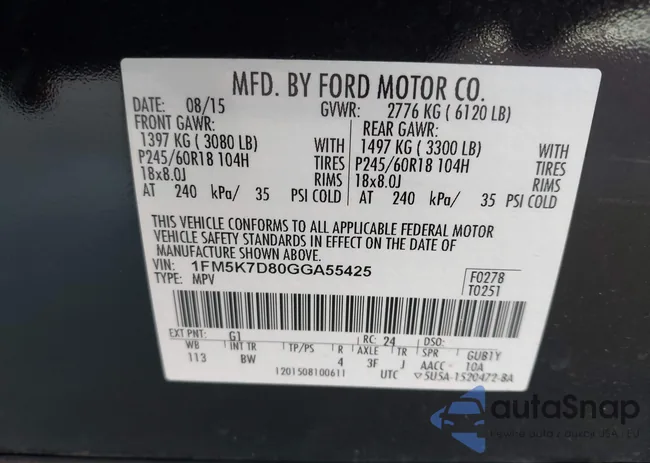 MFD. BY FORD MOTOR CO.
DATE: 08/15 GVWR: 2776 KG ( 6120 LB)
FRONT GAWR: REAR GAWR:
1397 KG ( 3080 LB) WITH 1497 KG ( 3300 LB) WITH
P245/60R18 104H TIRES P245/60R18 104H TIRES
18x8.0J RIMS 18x8.0J RIMS
AT 240 kPa/ 35 PSI COLD AT 240 kPa/ 35 PSI COLD
THIS VEHICLE CONFORMS TO ALL APPLICABLE FEDERAL MOTOR
VEHICLE SAFETY STANDARDS IN EFFECT ON THE DATE OF
MANUFACTURE SHOWN ABOVE.
VIN: 1FM5K7D80GGA55425 F0278
TYPE: MPV T0251
EXT PNT: G1 RC: 24 DSO:
WB INT TR TP/PS R AXLE TR SPR GUB1Y
113 BW 4 3F J AACC 10A
1201508100611 UTC 5U5A-1520472-BA
autoSnap